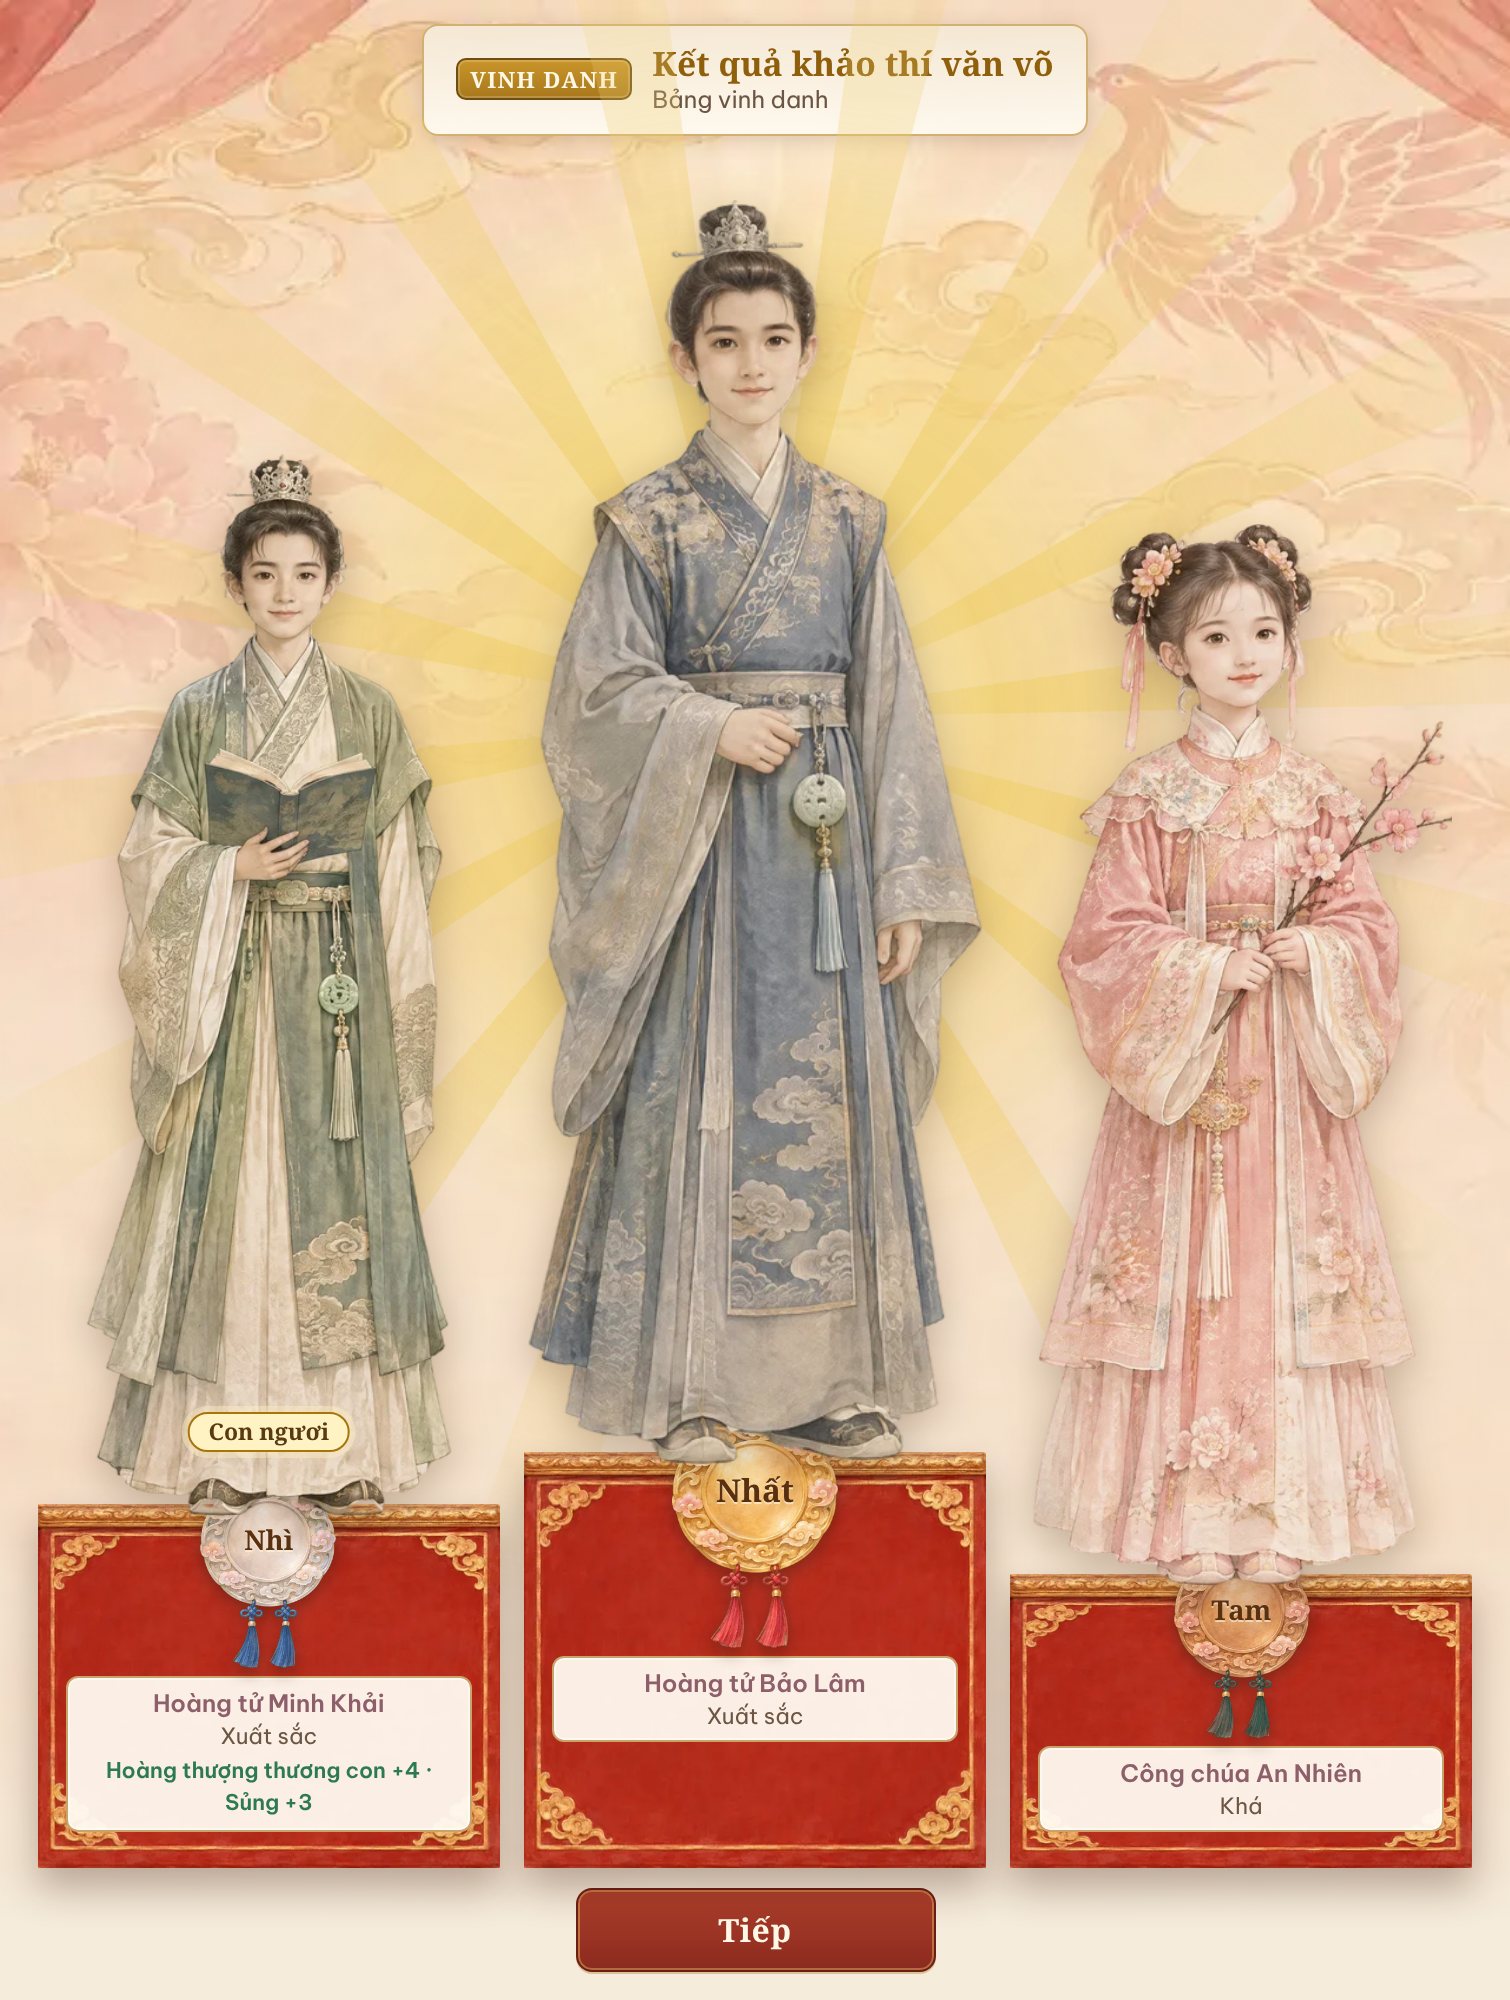 VINH DANH
Kết quả khảo thí văn võ
Bảng vinh danh
Con ngươi
Nhì
Hoàng tử Minh Khải
Xuất sắc
Hoàng thượng thương con +4 ·
Sủng +3
Nhất
Hoàng tử Bảo Lâm
Xuất sắc
Tam
Công chúa An Nhiên
Khá
Tiếp